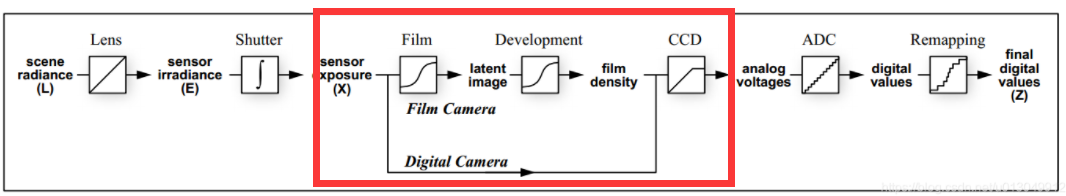 Lens
Shutter
Film
Development
CCD
ADC
Remapping
scene
radiance
(L)
sensor
irradiance
(E)
sensor
exposure
(X)
latent
image
film
density
analog
voltages
digital
values
final
digital
values
(Z)
Film Camera
Digital Camera